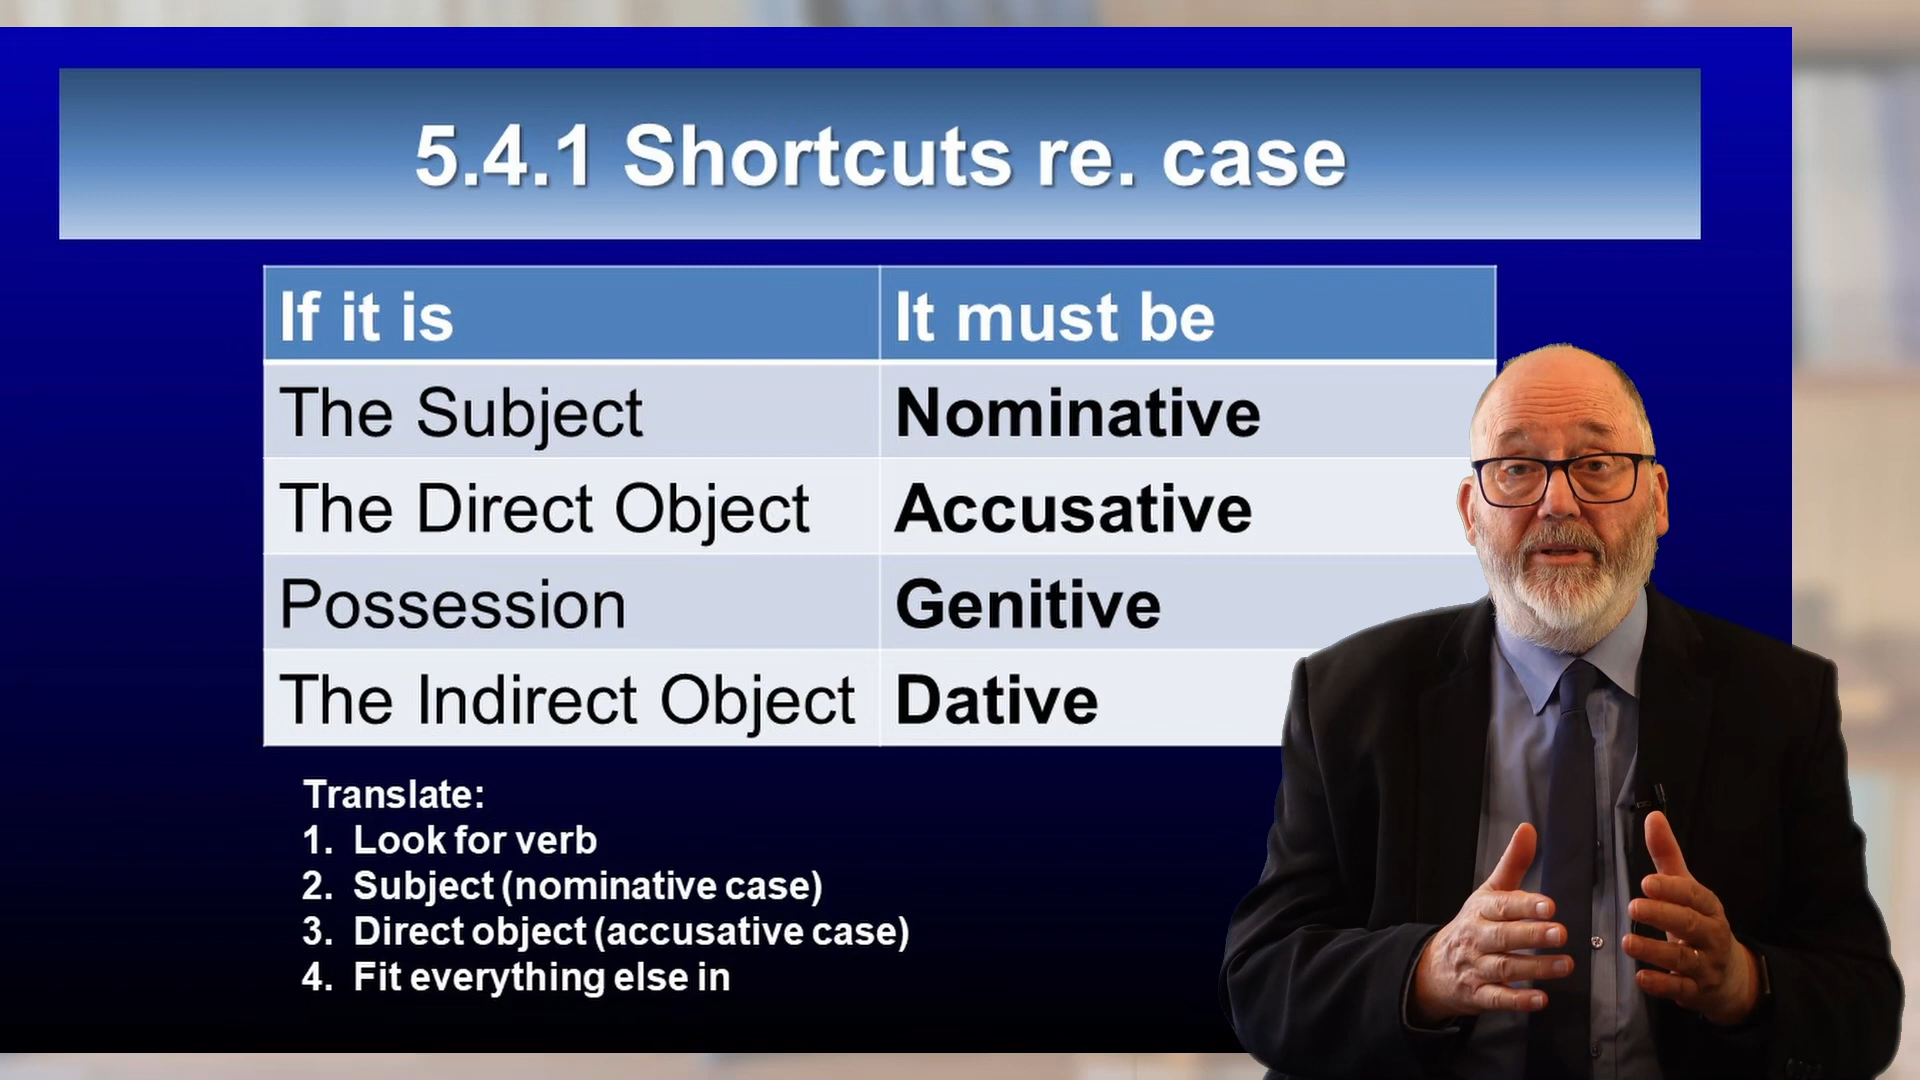 5.4.1 Shortcuts re. case
If it is It must be
The Subject Nominative
The Direct Object Accusative
Possession Genitive
The Indirect Object Dative
Translate:
1. Look for verb
2. Subject (nominative case)
3. Direct object (accusative case)
4. Fit everything else in